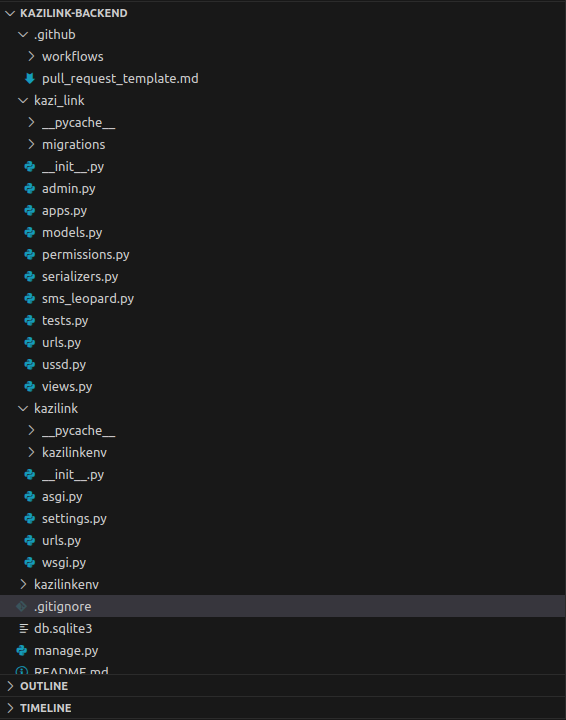 KAZILINK-BACKEND
.github
workflows
pull_request_template.md
kazi_link
__pycache__
migrations
__init__.py
admin.py
apps.py
models.py
permissions.py
serializers.py
sms_leopard.py
tests.py
urls.py
ussd.py
views.py
kazilink
__pycache__
kazilinkenv
__init__.py
asgi.py
settings.py
urls.py
wsgi.py
kazilinkenv
.gitignore
db.sqlite3
manage.py
README.md
OUTLINE
TIMELINE